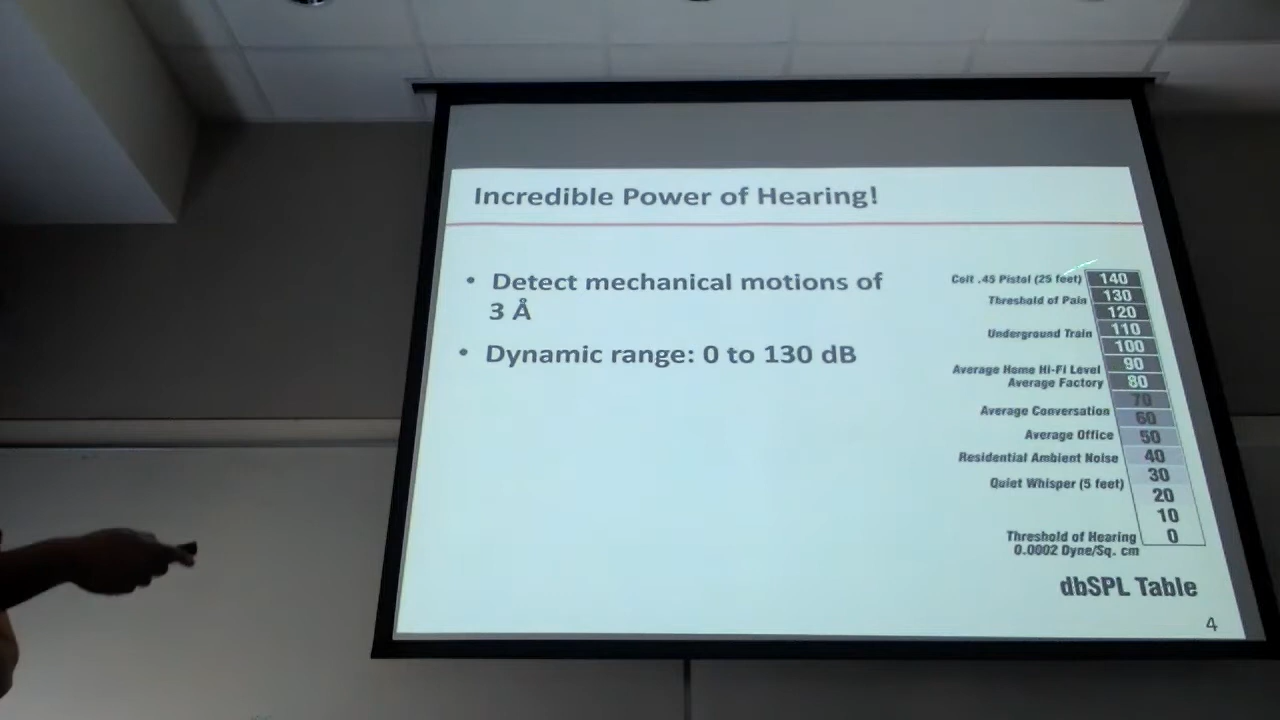 Incredible Power of Hearing!
• Detect mechanical motions of
3 Å
• Dynamic range: 0 to 130 dB
Colt .45 Pistol (25 feet) 140
Threshold of Pain 130
120
Underground Train 110
100
Average Home Hi-Fi Level 90
Average Factory 80
70
Average Conversation 60
Average Office 50
Residential Ambient Noise 40
30
Quiet Whisper (5 feet) 20
10
Threshold of Hearing 0
0.0002 Dyne/Sq. cm
dbSPL Table
4